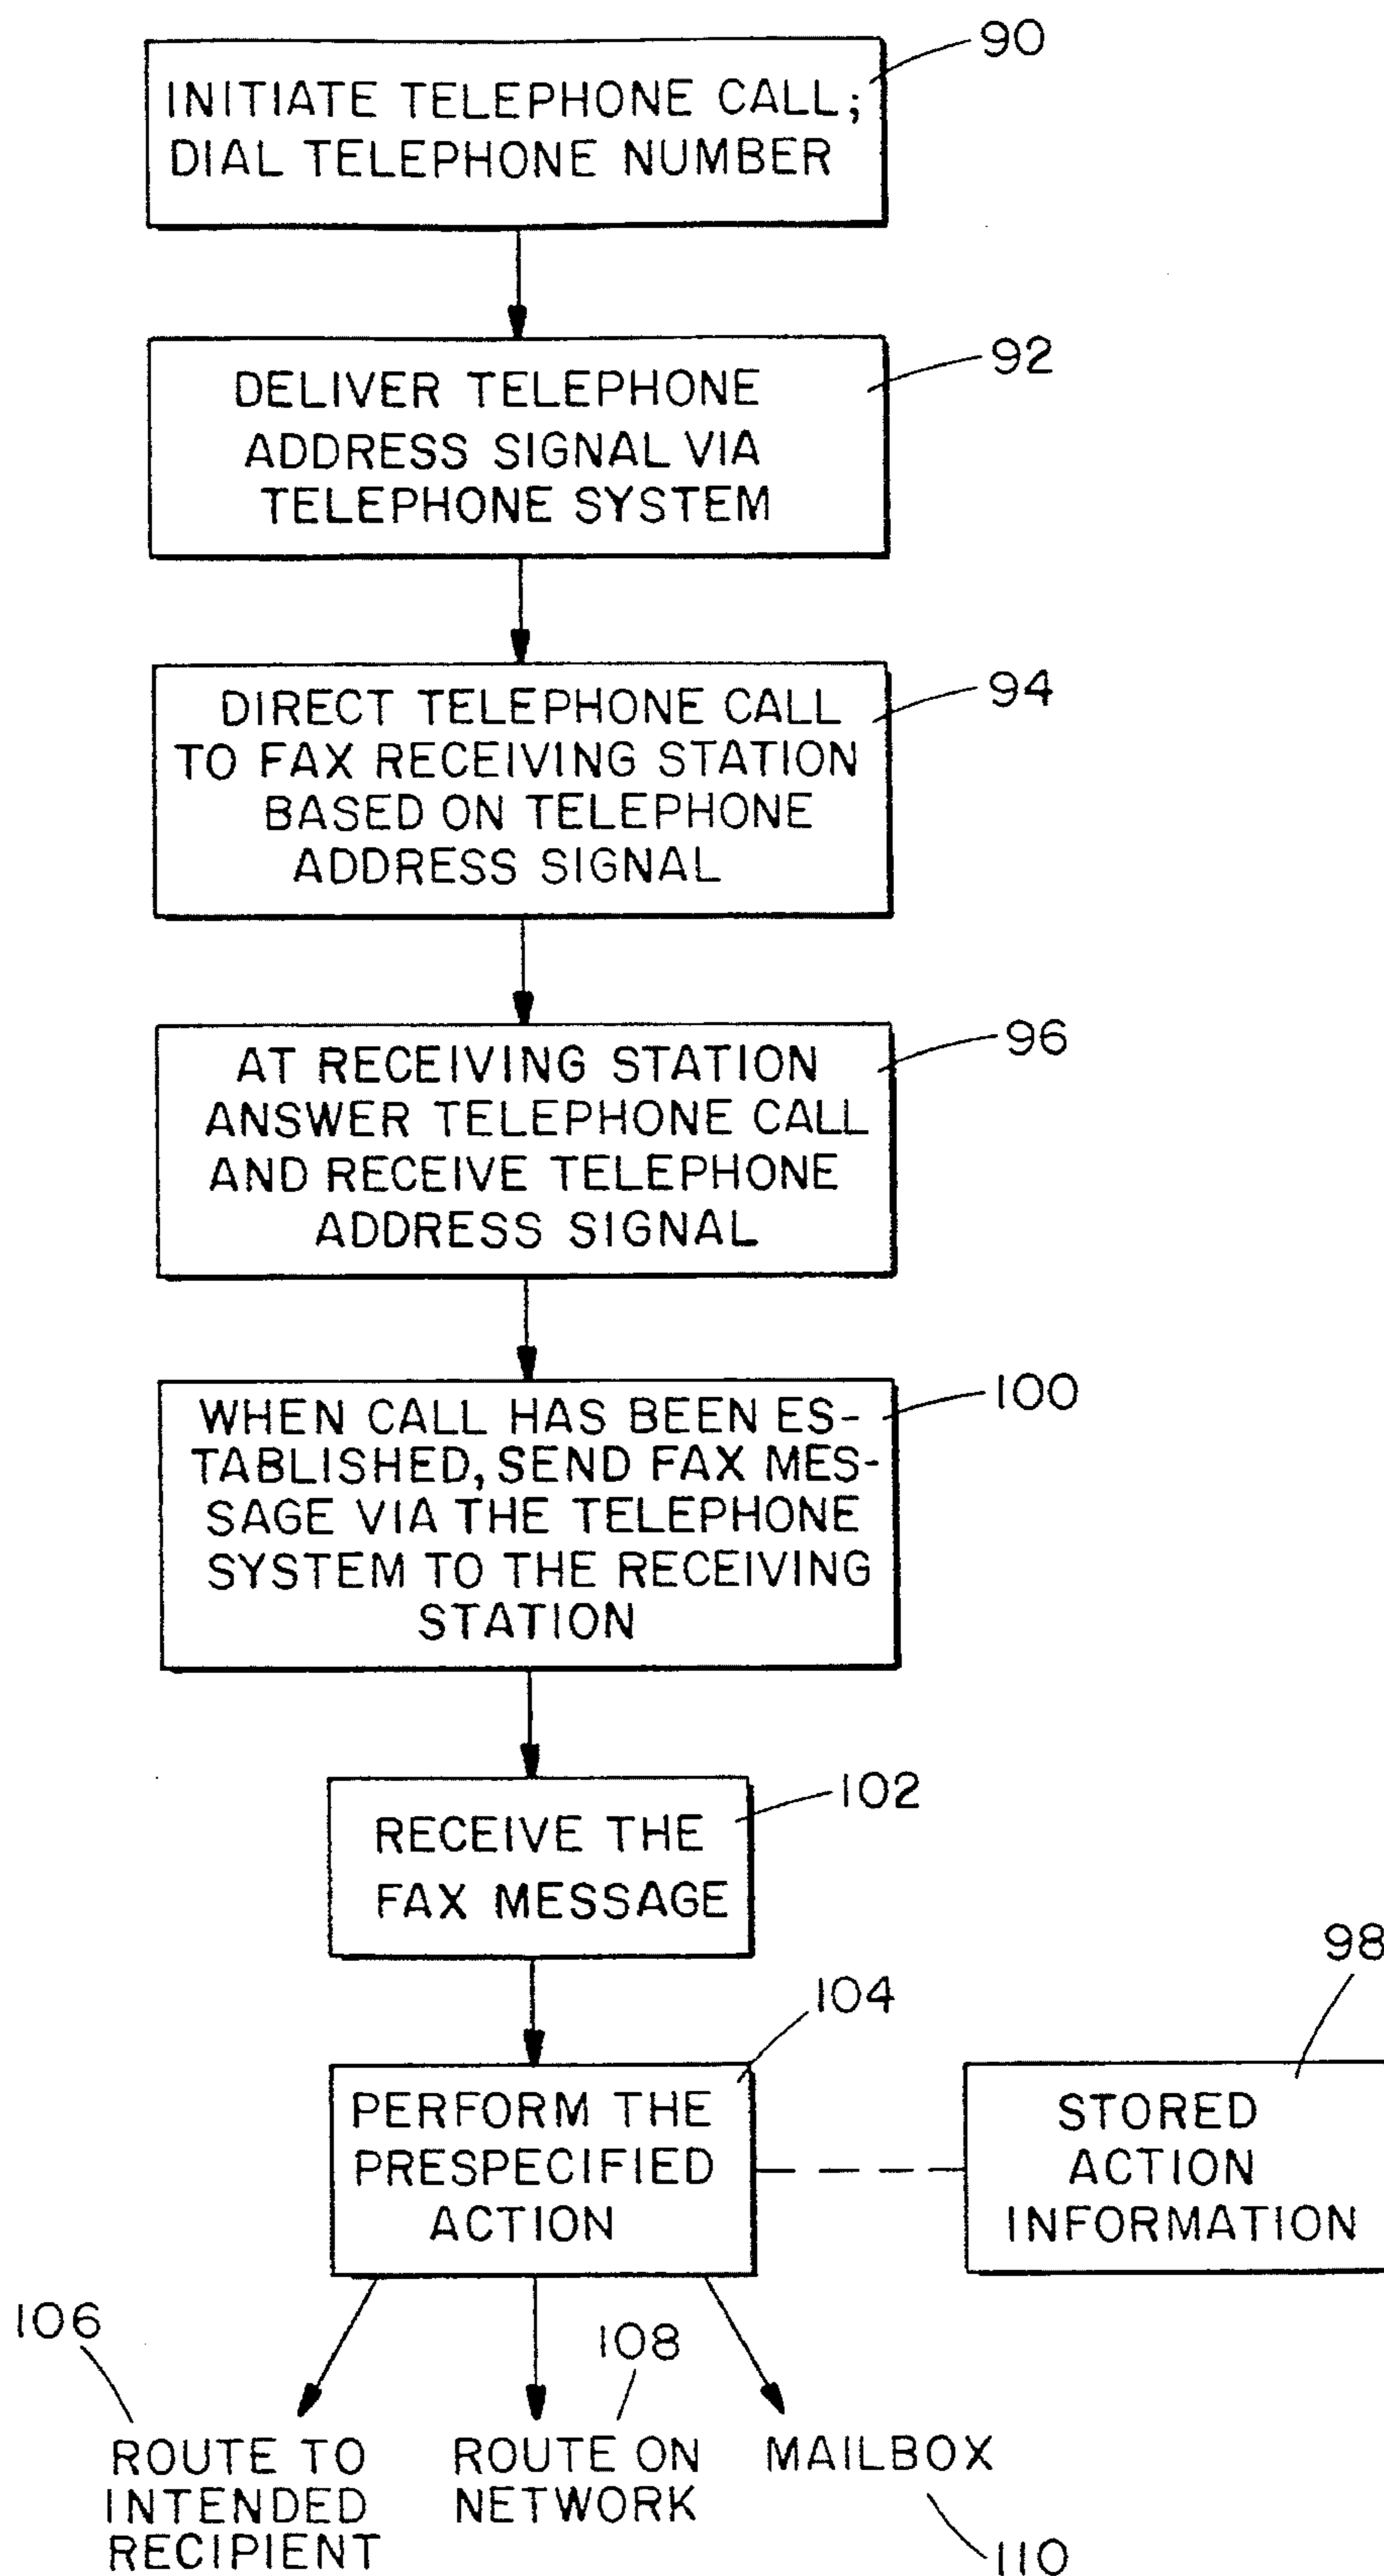 90
INITIATE TELEPHONE CALL;
DIAL TELEPHONE NUMBER
92
DELIVER TELEPHONE
ADDRESS SIGNAL VIA
TELEPHONE SYSTEM
94
DIRECT TELEPHONE CALL
TO FAX RECEIVING STATION
BASED ON TELEPHONE
ADDRESS SIGNAL
96
AT RECEIVING STATION
ANSWER TELEPHONE CALL
AND RECEIVE TELEPHONE
ADDRESS SIGNAL
100
WHEN CALL HAS BEEN ES-
TABLISHED, SEND FAX MES-
SAGE VIA THE TELEPHONE
SYSTEM TO THE RECEIVING
STATION
102
RECEIVE THE
FAX MESSAGE
104
PERFORM THE
PRESPECIFIED
ACTION
98
STORED
ACTION
INFORMATION
106
ROUTE TO
INTENDED
RECIPIENT
108
ROUTE ON
NETWORK
MAILBOX
110